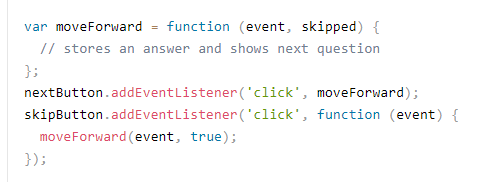 var moveForward = function (event, skipped) {
  // stores an answer and shows next question
};
nextButton.addEventListener('click', moveForward);
skipButton.addEventListener('click', function (event) {
  moveForward(event, true);
});